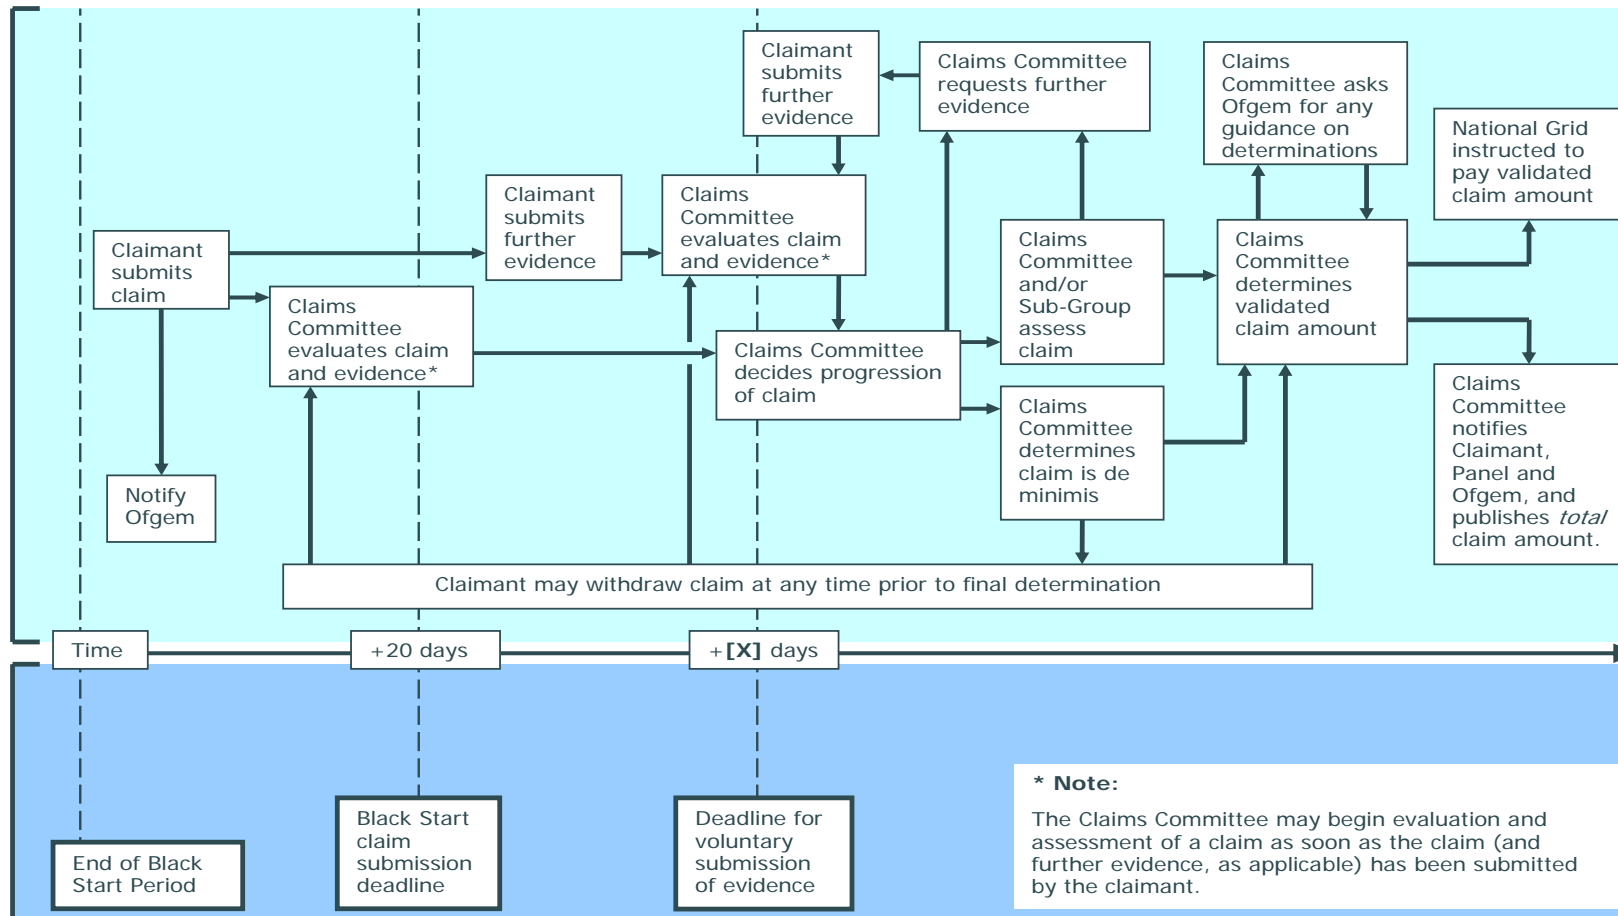 Claimant
submits
further
evidence
Claims Committee
requests further
evidence
Claims
Committee asks
Ofgem for any
guidance on
determinations
National Grid
instructed to
pay validated
claim amount
Claimant
submits
further
evidence
Claims
Committee
evaluates claim
and evidence*
Claimant
submits
claim
Claims
Committee
and/or
Sub-Group
assess
claim
Claims
Committee
determines
validated
claim amount
Claims
Committee
evaluates claim
and evidence*
Claims Committee
decides progression
of claim
Claims
Committee
determines
claim is de
minimis
Claims
Committee
notifies
Claimant,
Panel and
Ofgem, and
publishes total
claim amount.
Notify
Ofgem
Claimant may withdraw claim at any time prior to final determination
Time
+20 days
+[X] days
End of Black
Start Period
Black Start
claim
submission
deadline
Deadline for
voluntary
submission
of evidence
* Note:
The Claims Committee may begin evaluation and
assessment of a claim as soon as the claim (and
further evidence, as applicable) has been submitted
by the claimant.